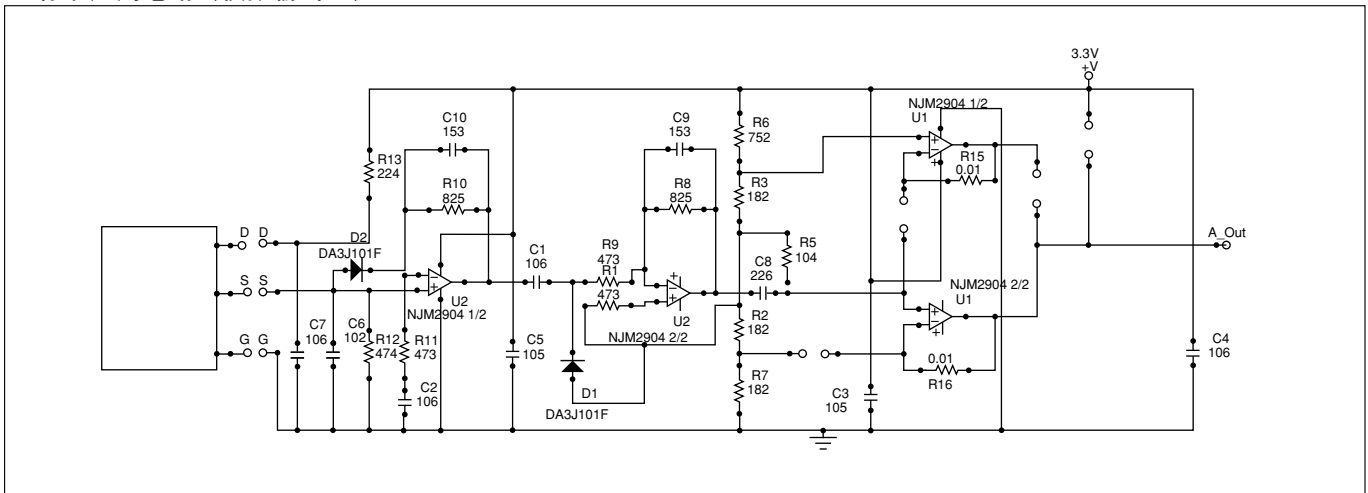 3.3V
+V
C10
153
R13
224
R10
825
D2
DA3J101F
D D
S S
G G
C7
106
C6
102
R12
474
R11
473
C2
106
U2
NJM2904 1/2
C1
106
C5
105
C9
153
R8
825
R9
473
R1
473
U2
NJM2904 2/2
D1
DA3J101F
R6
752
R3
182
R5
104
C8
226
R2
182
R7
182
NJM2904 1/2
U1
R15
0.01
NJM2904 2/2
U1
0.01
R16
C3
105
A_Out
C4
106